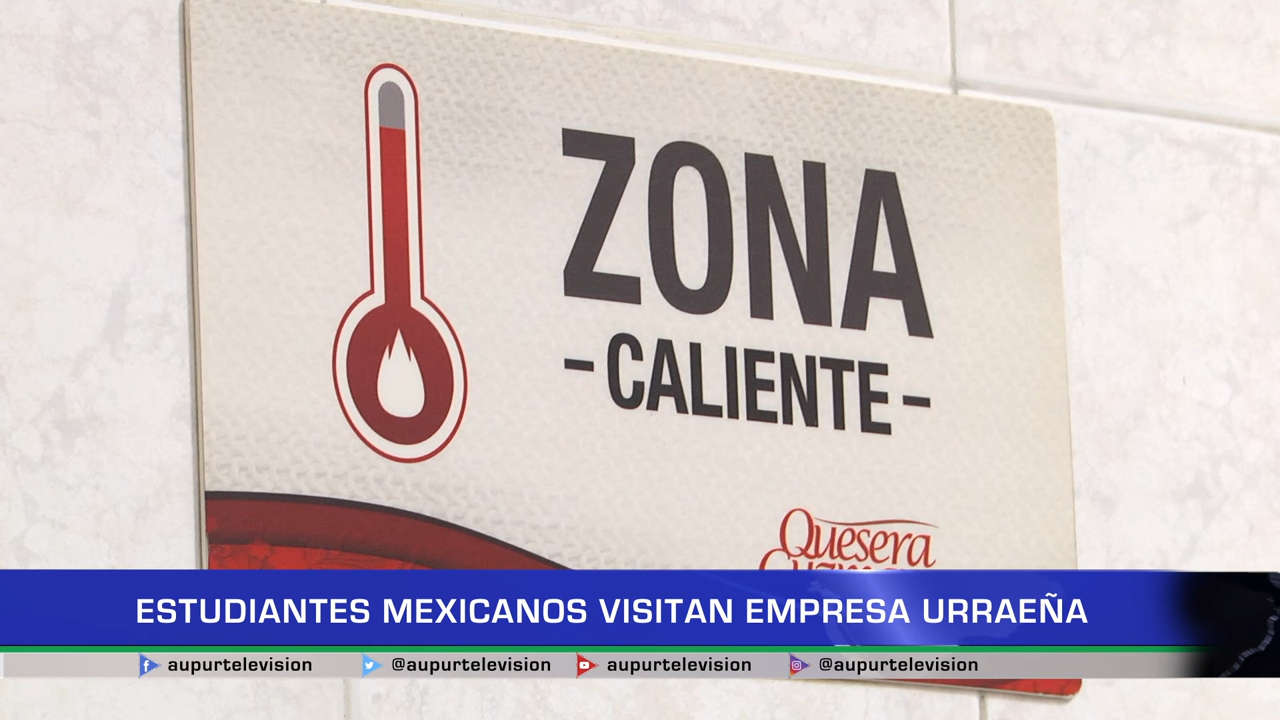 ZONA
- CALIENTE -
Quesera
ESTUDIANTES MEXICANOS VISITAN EMPRESA URRAEÑA
aupurtelevision @aupurtelevision aupurtelevision @aupurtelevision